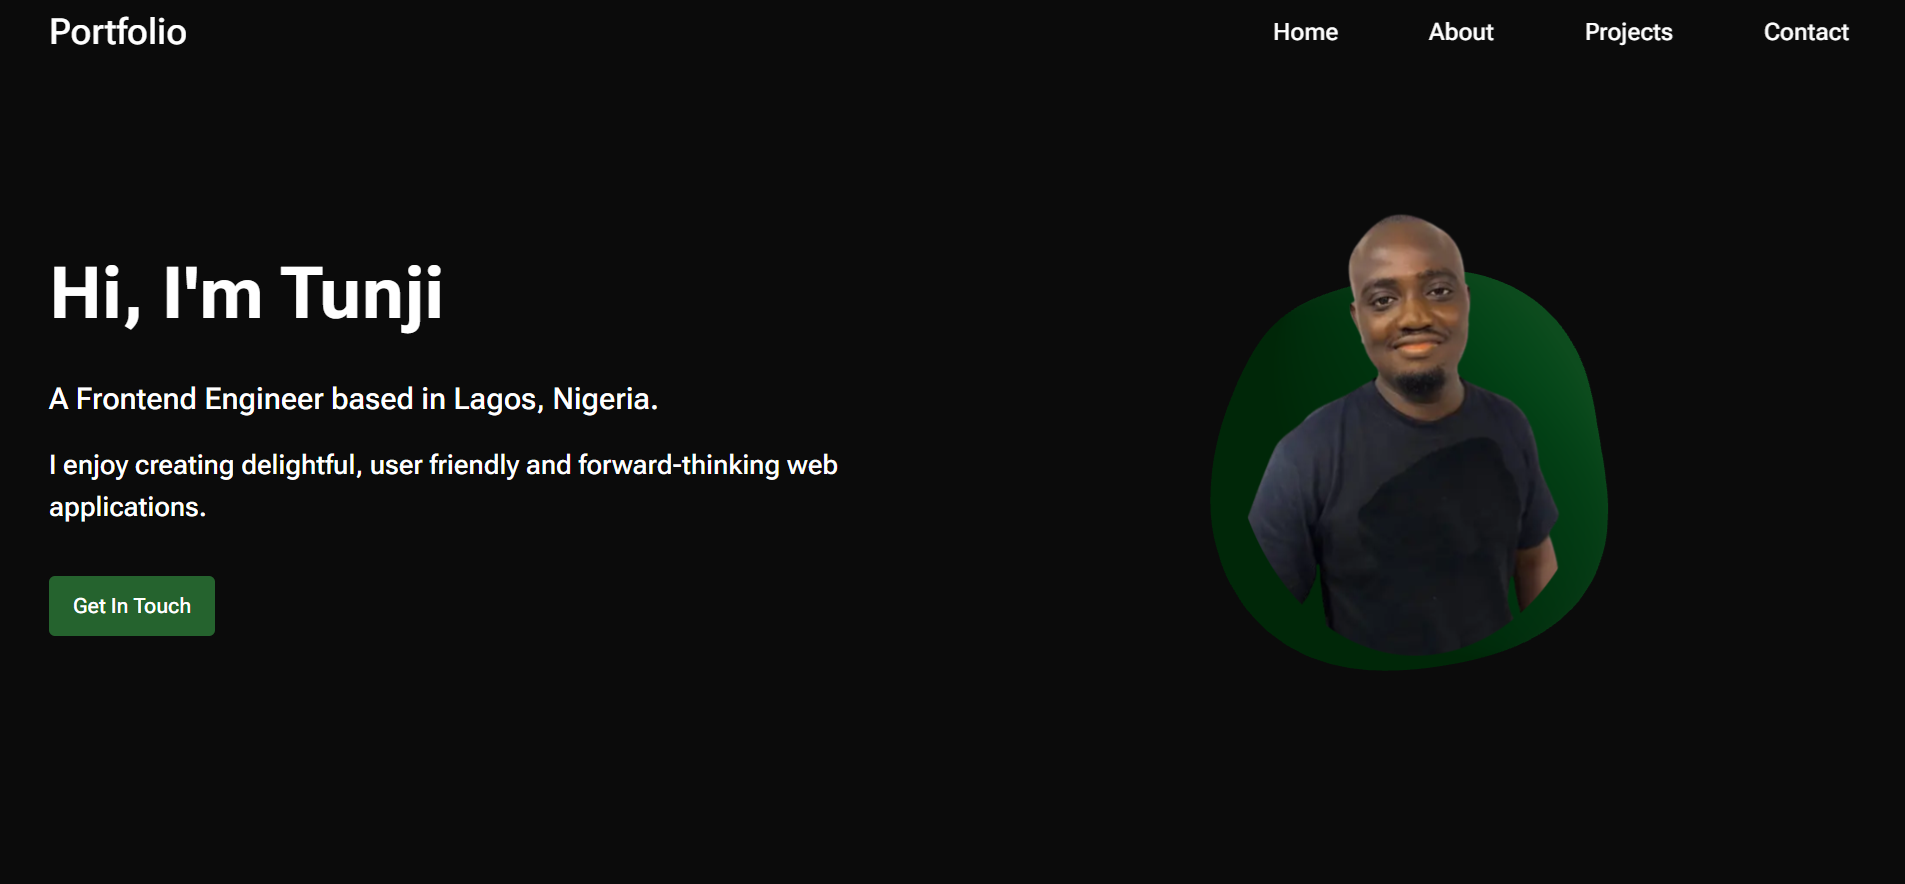 Portfolio
Home
About
Projects
Contact
Hi, I'm Tunji
A Frontend Engineer based in Lagos, Nigeria.
I enjoy creating delightful, user friendly and forward-thinking web
applications.
Get In Touch